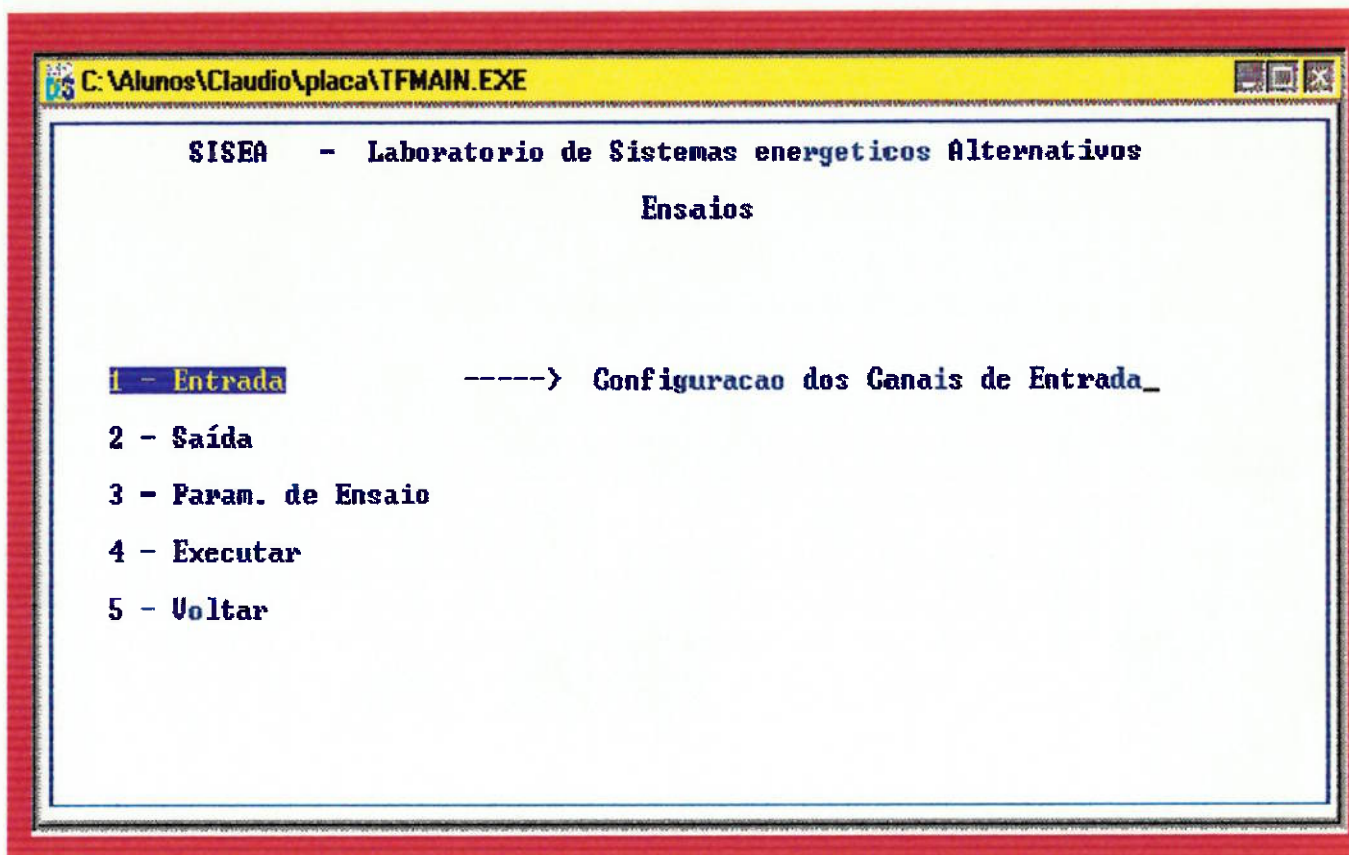 C:\Alunos\Claudio\placa\TFMAIN.EXE
SISEA - Laboratorio de Sistemas energeticos Alternativos
Ensaios
1 - Entrada -----> Configuracao dos Canais de Entrada_
2 - Saída
3 - Param. de Ensaio
4 - Executar
5 - Voltar